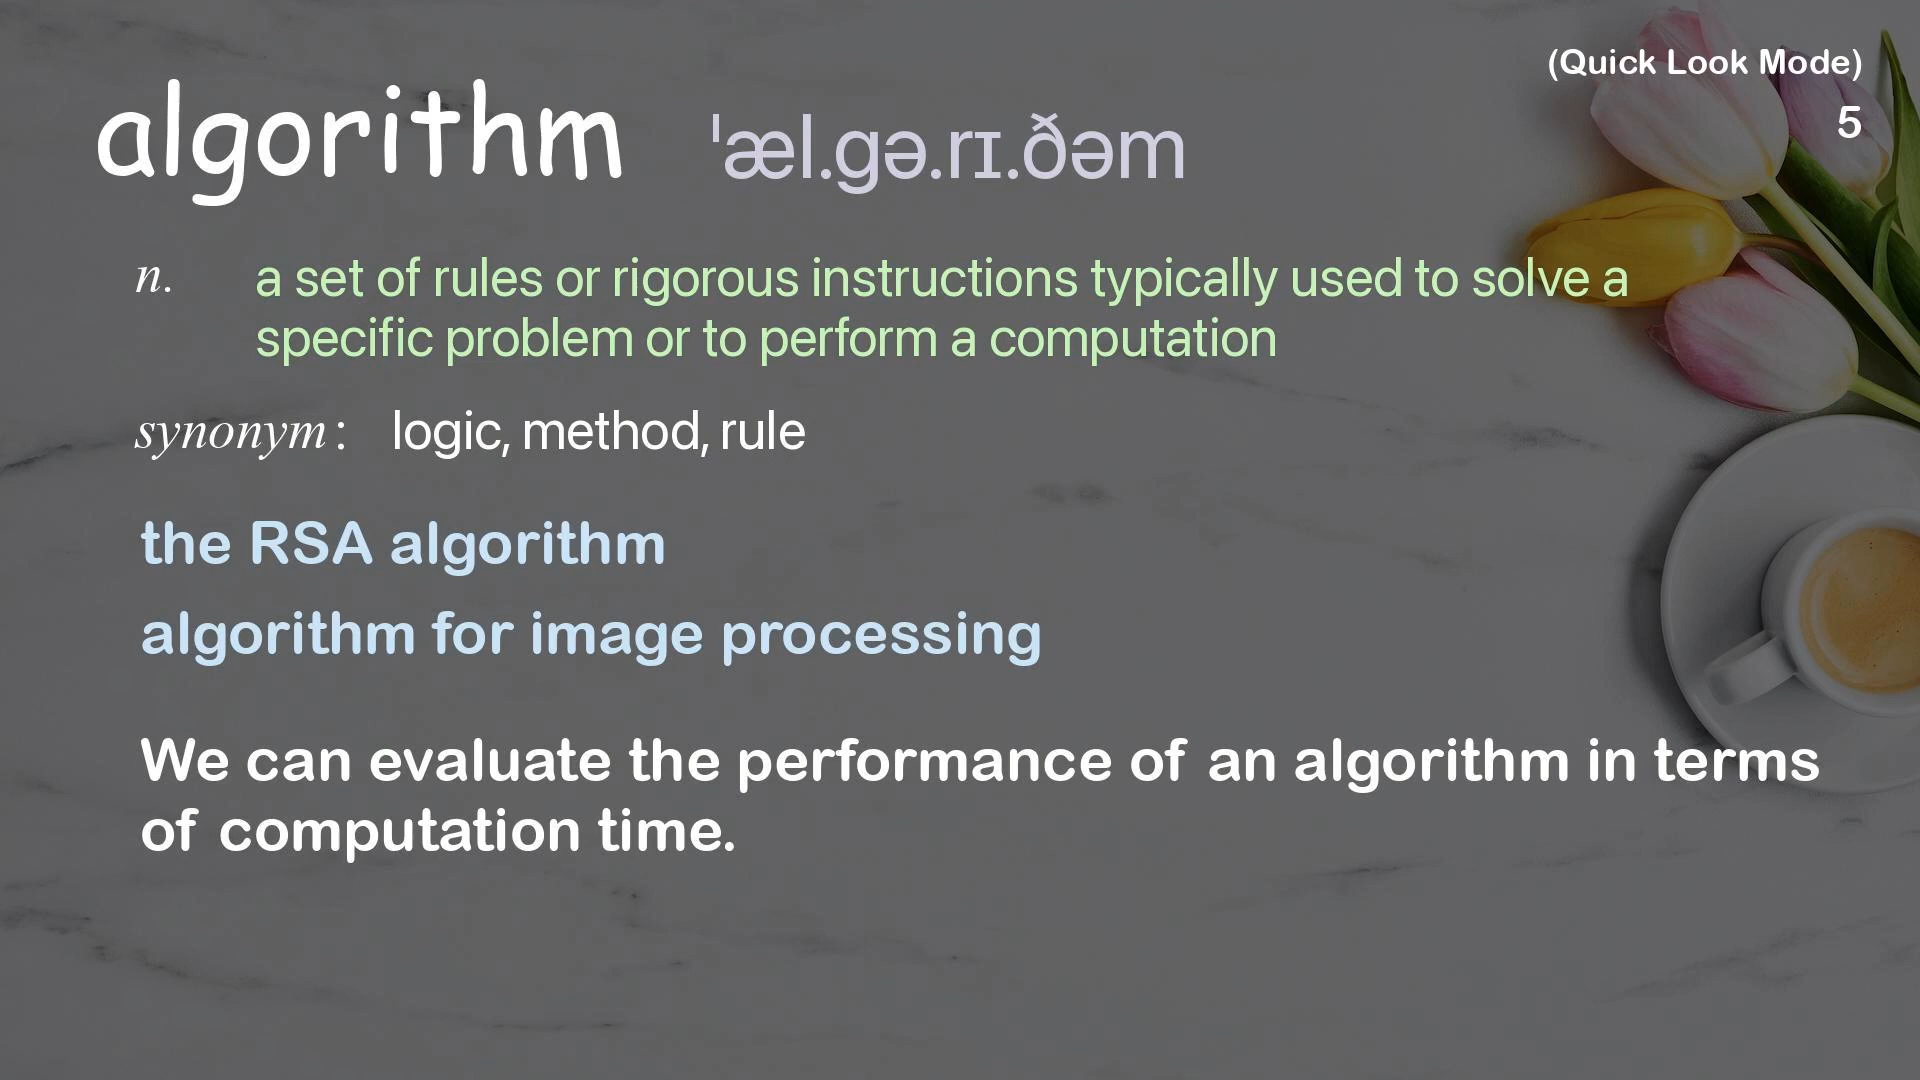 (Quick Look Mode)
algorithm ˈæl.gə.rɪ.ðəm
5
n. a set of rules or rigorous instructions typically used to solve a
specific problem or to perform a computation
synonym: logic, method, rule
the RSA algorithm
algorithm for image processing
We can evaluate the performance of an algorithm in terms
of computation time.